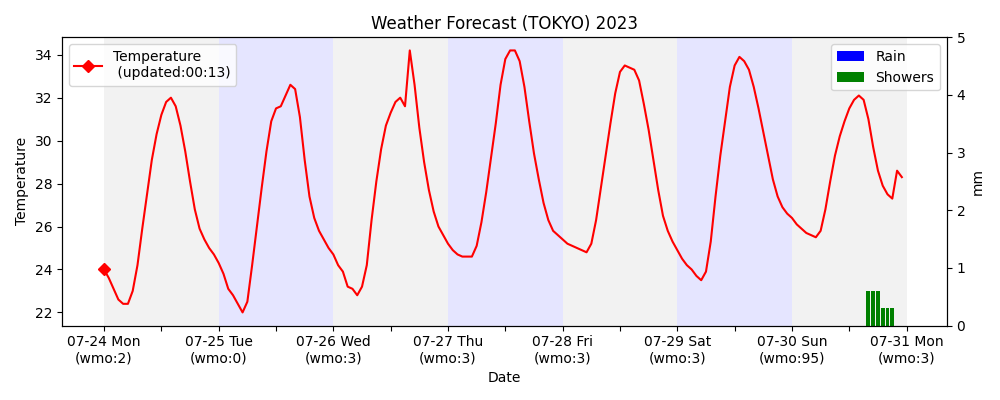 Weather Forecast (TOKYO) 2023
Temperature
(updated:00:13)
Rain
Showers
Temperature
34
32
30
28
26
24
22
5
4
3
2
1
0
mm
07-24 Mon
(wmo:2)
07-25 Tue
(wmo:0)
07-26 Wed
(wmo:3)
07-27 Thu
(wmo:3)
07-28 Fri
(wmo:3)
07-29 Sat
(wmo:3)
07-30 Sun
(wmo:95)
07-31 Mon
(wmo:3)
Date